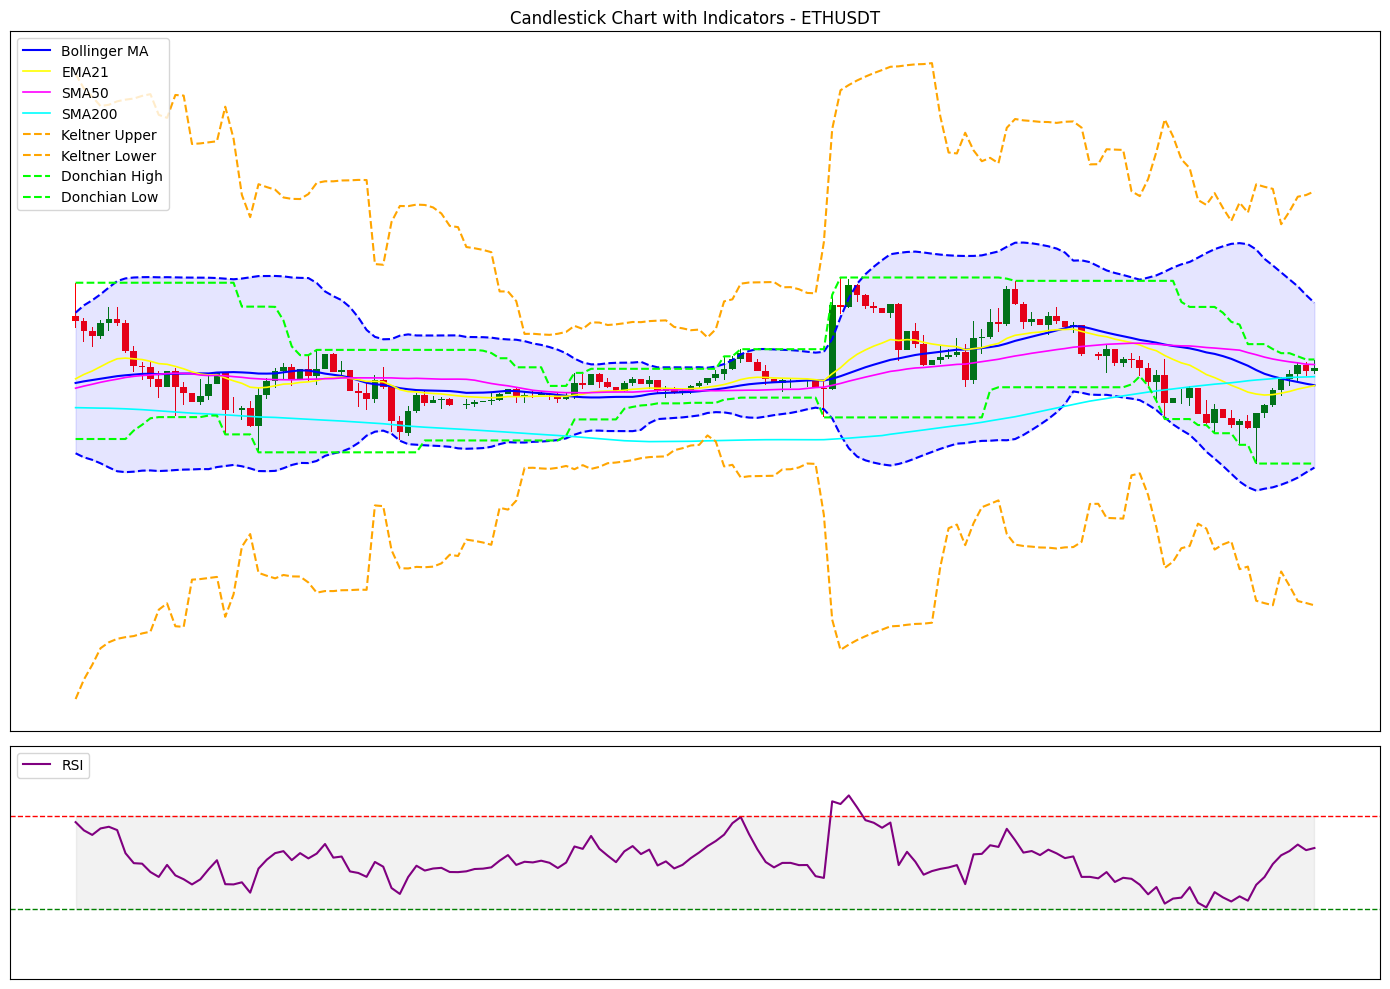 Candlestick Chart with Indicators - ETHUSDT
Bollinger MA
EMA21
SMA50
SMA200
Keltner Upper
Keltner Lower
Donchian High
Donchian Low
RSI